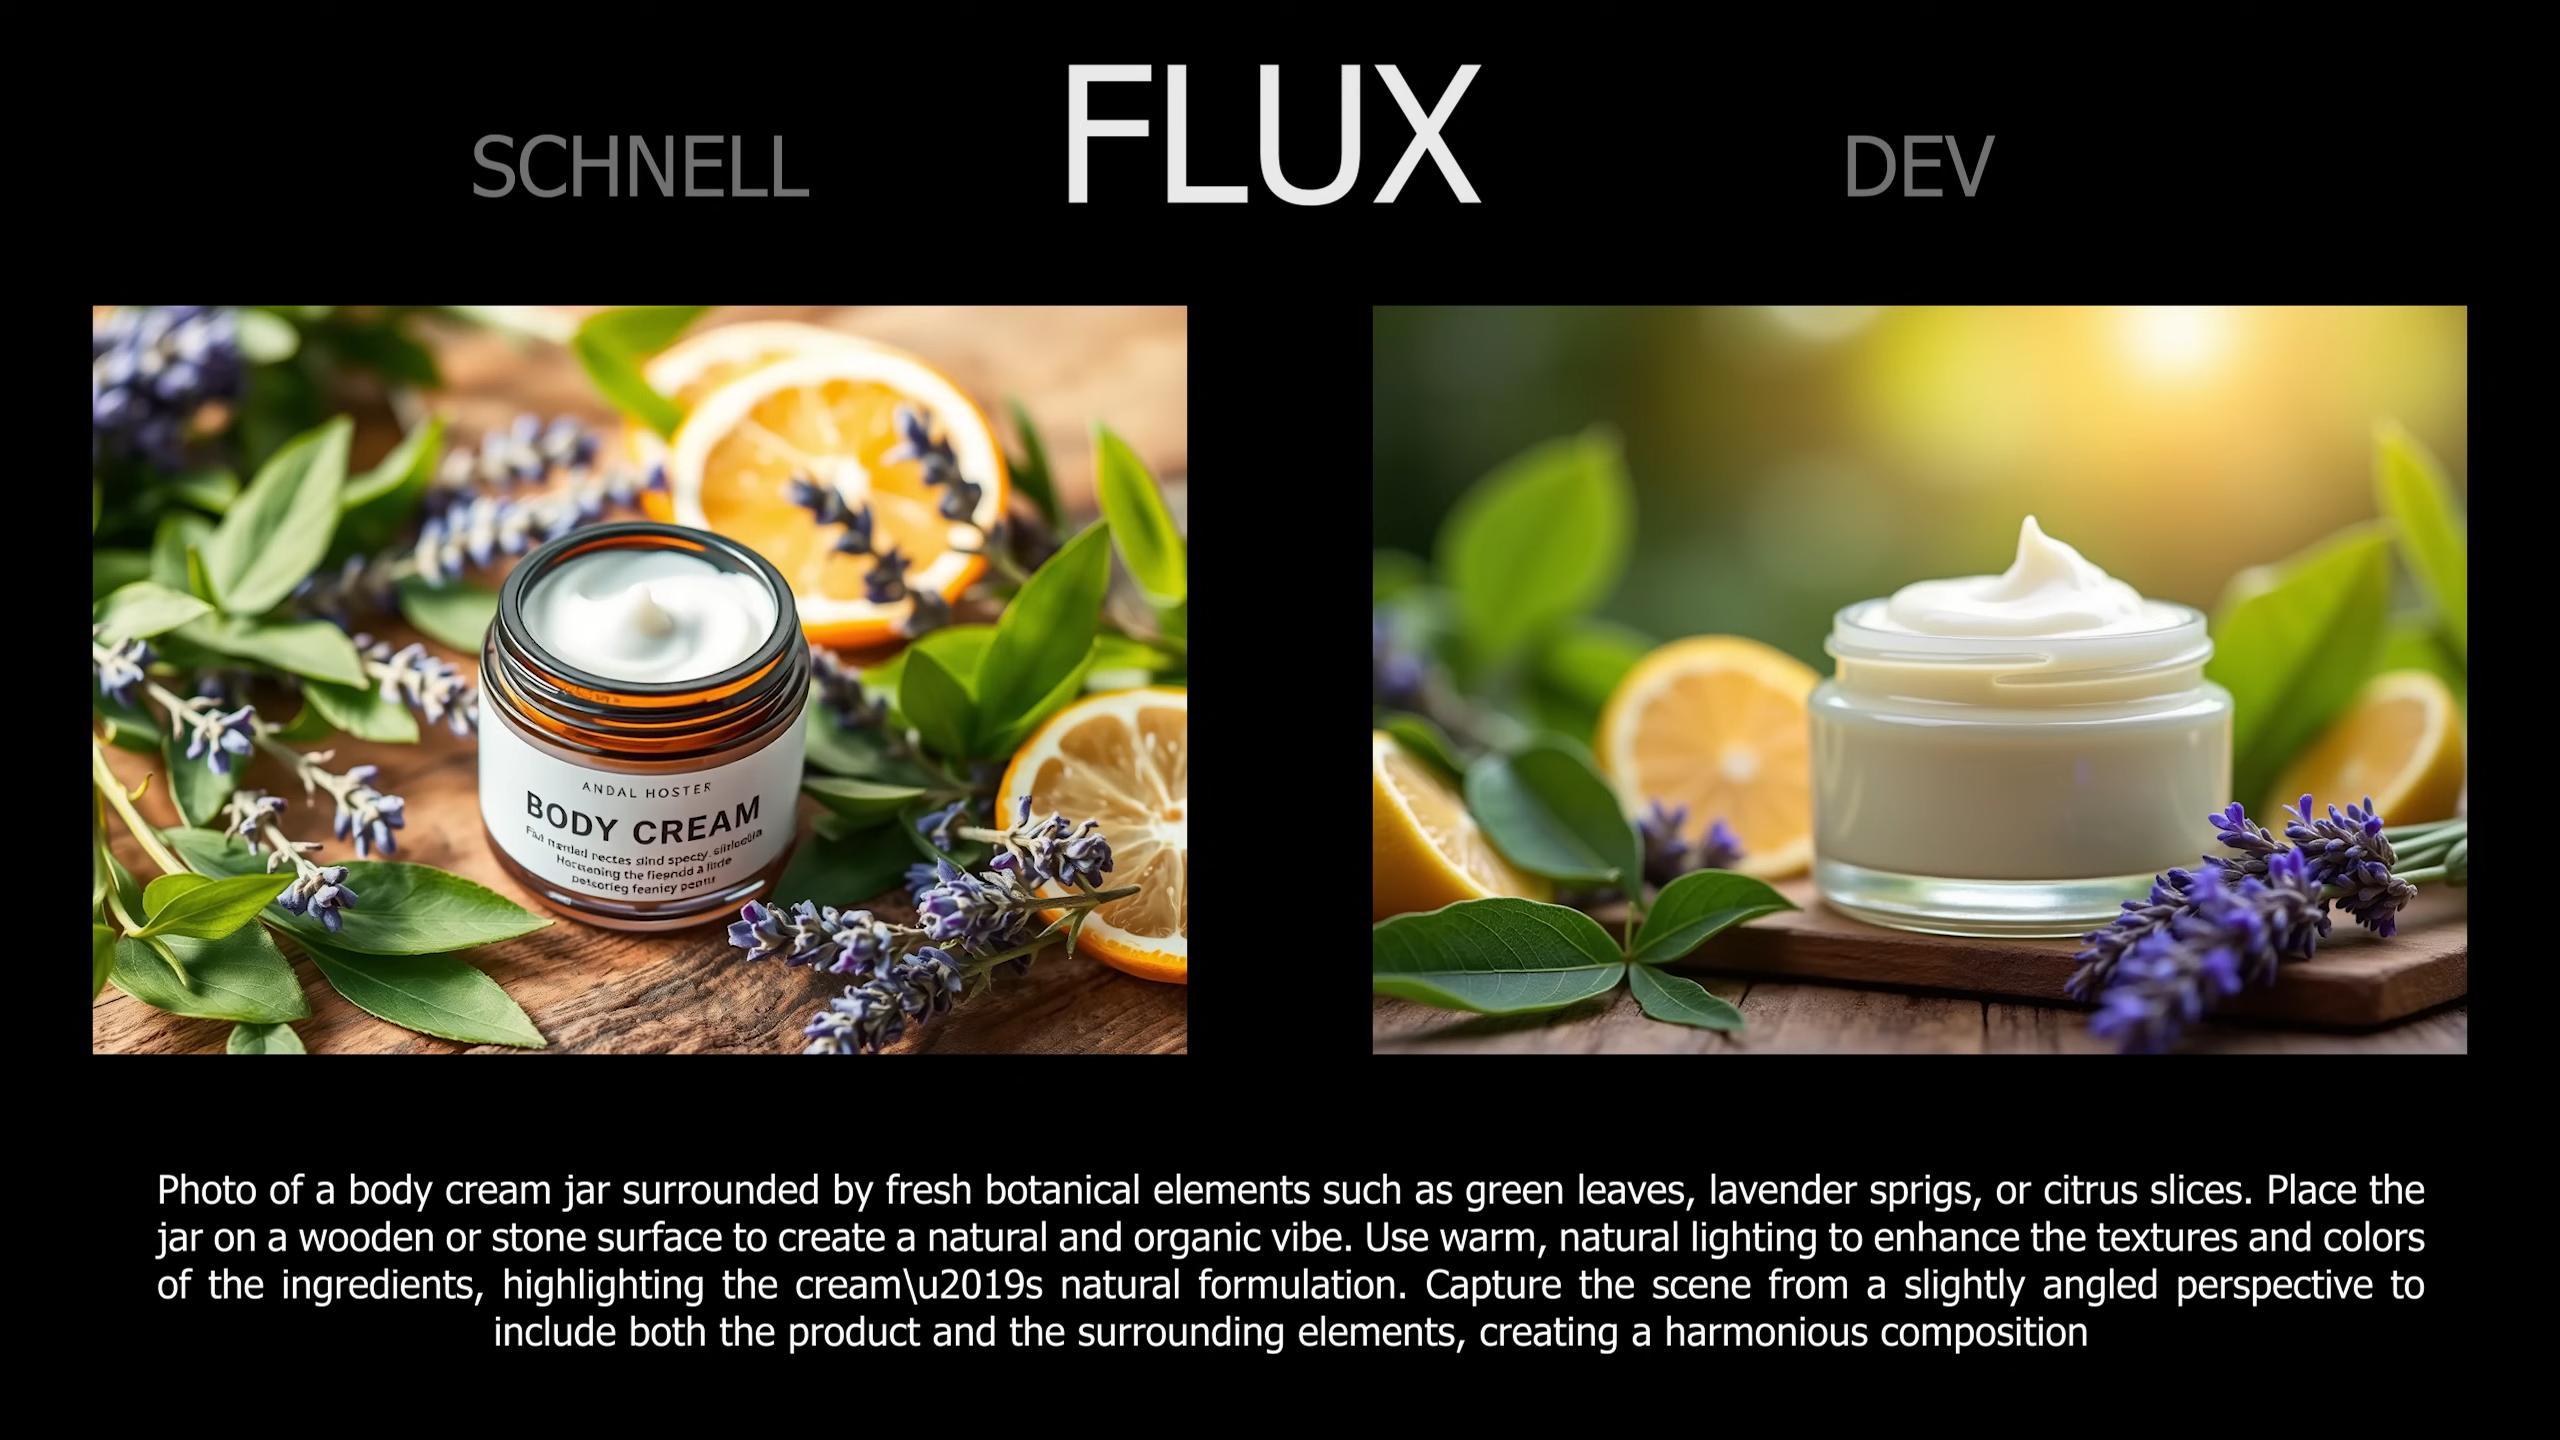 FLUX
SCHNELL
DEV
ANDAL HOSTER
BODY CREAM
Photo of a body cream jar surrounded by fresh botanical elements such as green leaves, lavender sprigs, or citrus slices. Place the
jar on a wooden or stone surface to create a natural and organic vibe. Use warm, natural lighting to enhance the textures and colors
of the ingredients, highlighting the cream\u2019s natural formulation. Capture the scene from a slightly angled perspective to
include both the product and the surrounding elements, creating a harmonious composition